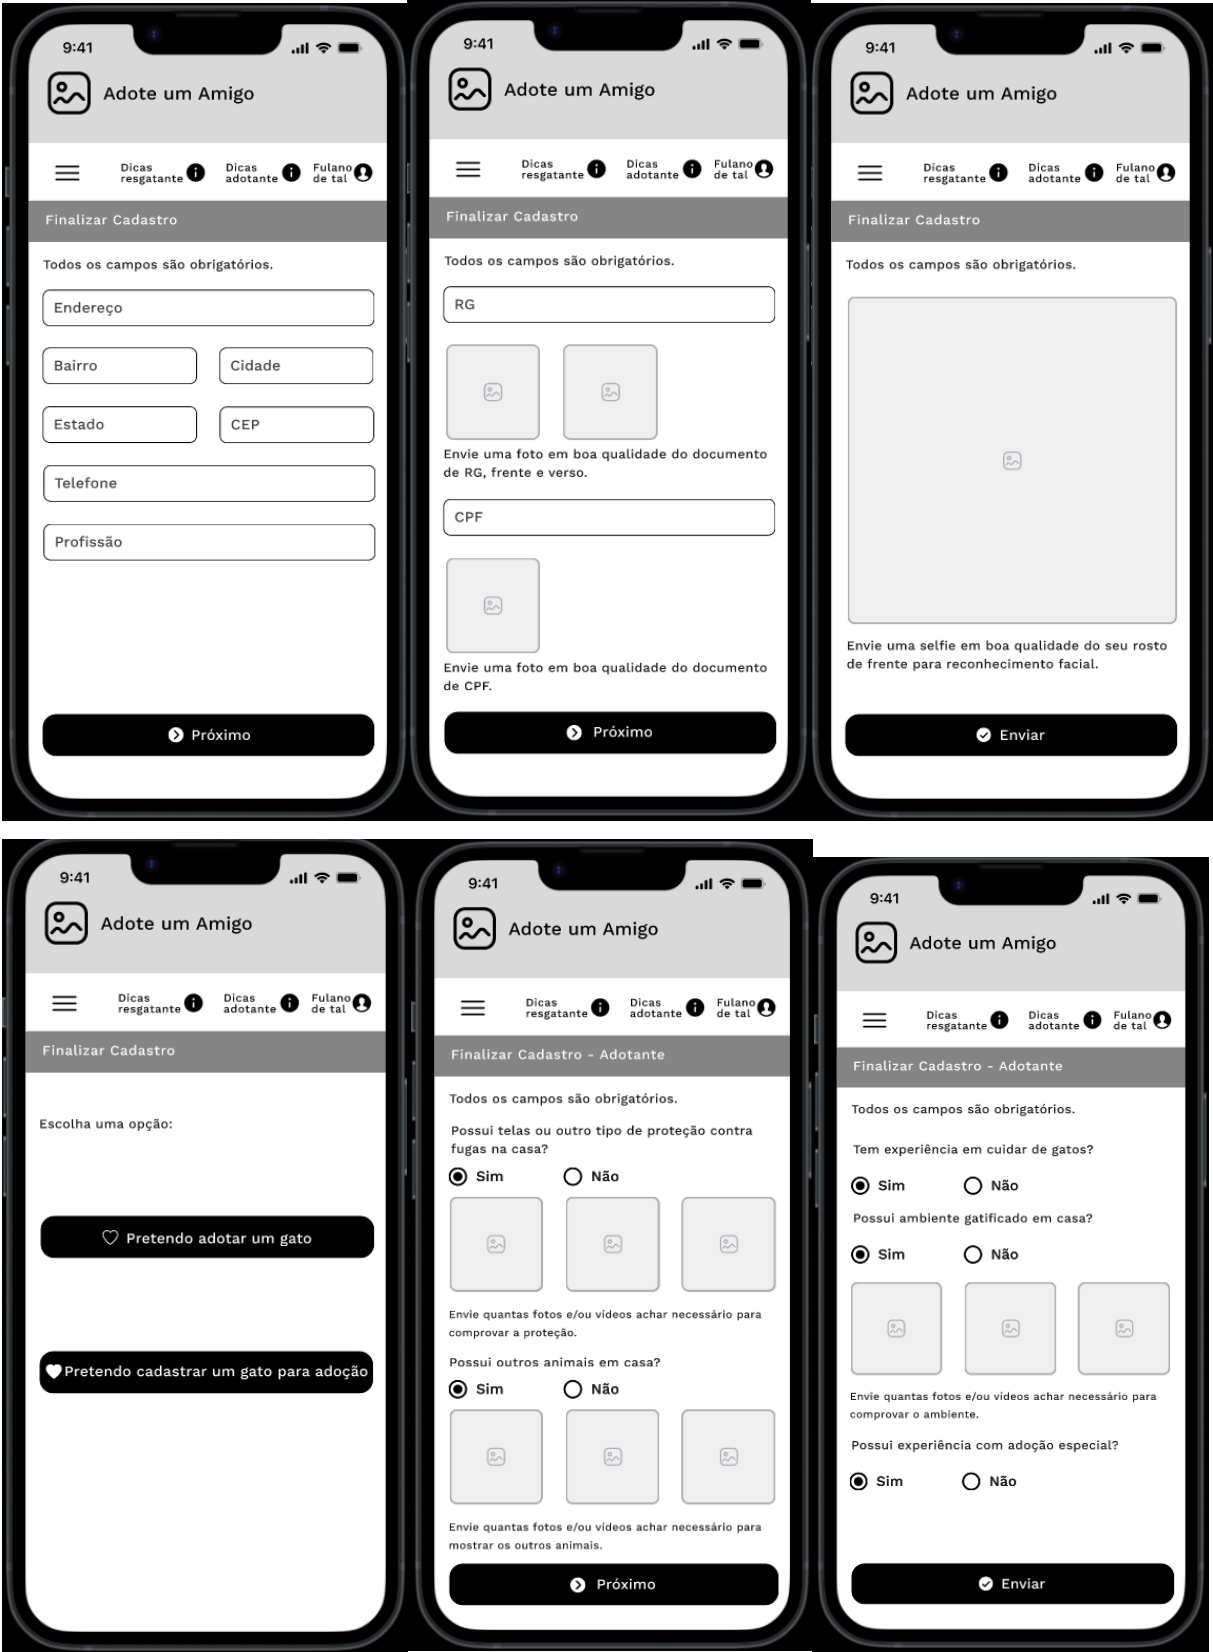 9:41
Adote um Amigo
Dicas
resgatante
Dicas
adotante
Fulano
de tal
Finalizar Cadastro
Todos os campos são obrigatórios.
Endereço
Bairro
Cidade
Estado
CEP
Telefone
Profissão
Próximo
9:41
Adote um Amigo
Dicas
resgatante
Dicas
adotante
Fulano
de tal
Finalizar Cadastro
Todos os campos são obrigatórios.
RG
Envie uma foto em boa qualidade do documento
de RG, frente e verso.
CPF
Envie uma foto em boa qualidade do documento
de CPF.
Próximo
9:41
Adote um Amigo
Dicas
resgatante
Dicas
adotante
Fulano
de tal
Finalizar Cadastro
Todos os campos são obrigatórios.
Envie uma selfie em boa qualidade do seu rosto
de frente para reconhecimento facial.
Enviar
9:41
Adote um Amigo
Dicas
resgatante
Dicas
adotante
Fulano
de tal
Finalizar Cadastro
Escolha uma opção:
Pretendo adotar um gato
Pretendo cadastrar um gato para adoção
9:41
Adote um Amigo
Dicas
resgatante
Dicas
adotante
Fulano
de tal
Finalizar Cadastro - Adotante
Todos os campos são obrigatórios.
Possui telas ou outro tipo de proteção contra
fugas na casa?
Sim
Não
Envie quantas fotos e/ou vídeos achar necessário para
comprovar a proteção.
Possui outros animais em casa?
Sim
Não
Envie quantas fotos e/ou vídeos achar necessário para
mostrar os outros animais.
Próximo
9:41
Adote um Amigo
Dicas
resgatante
Dicas
adotante
Fulano
de tal
Finalizar Cadastro - Adotante
Todos os campos são obrigatórios.
Tem experiência em cuidar de gatos?
Sim
Não
Possui ambiente gatificado em casa?
Sim
Não
Envie quantas fotos e/ou vídeos achar necessário para
comprovar o ambiente.
Possui experiência com adoção especial?
Sim
Não
Enviar